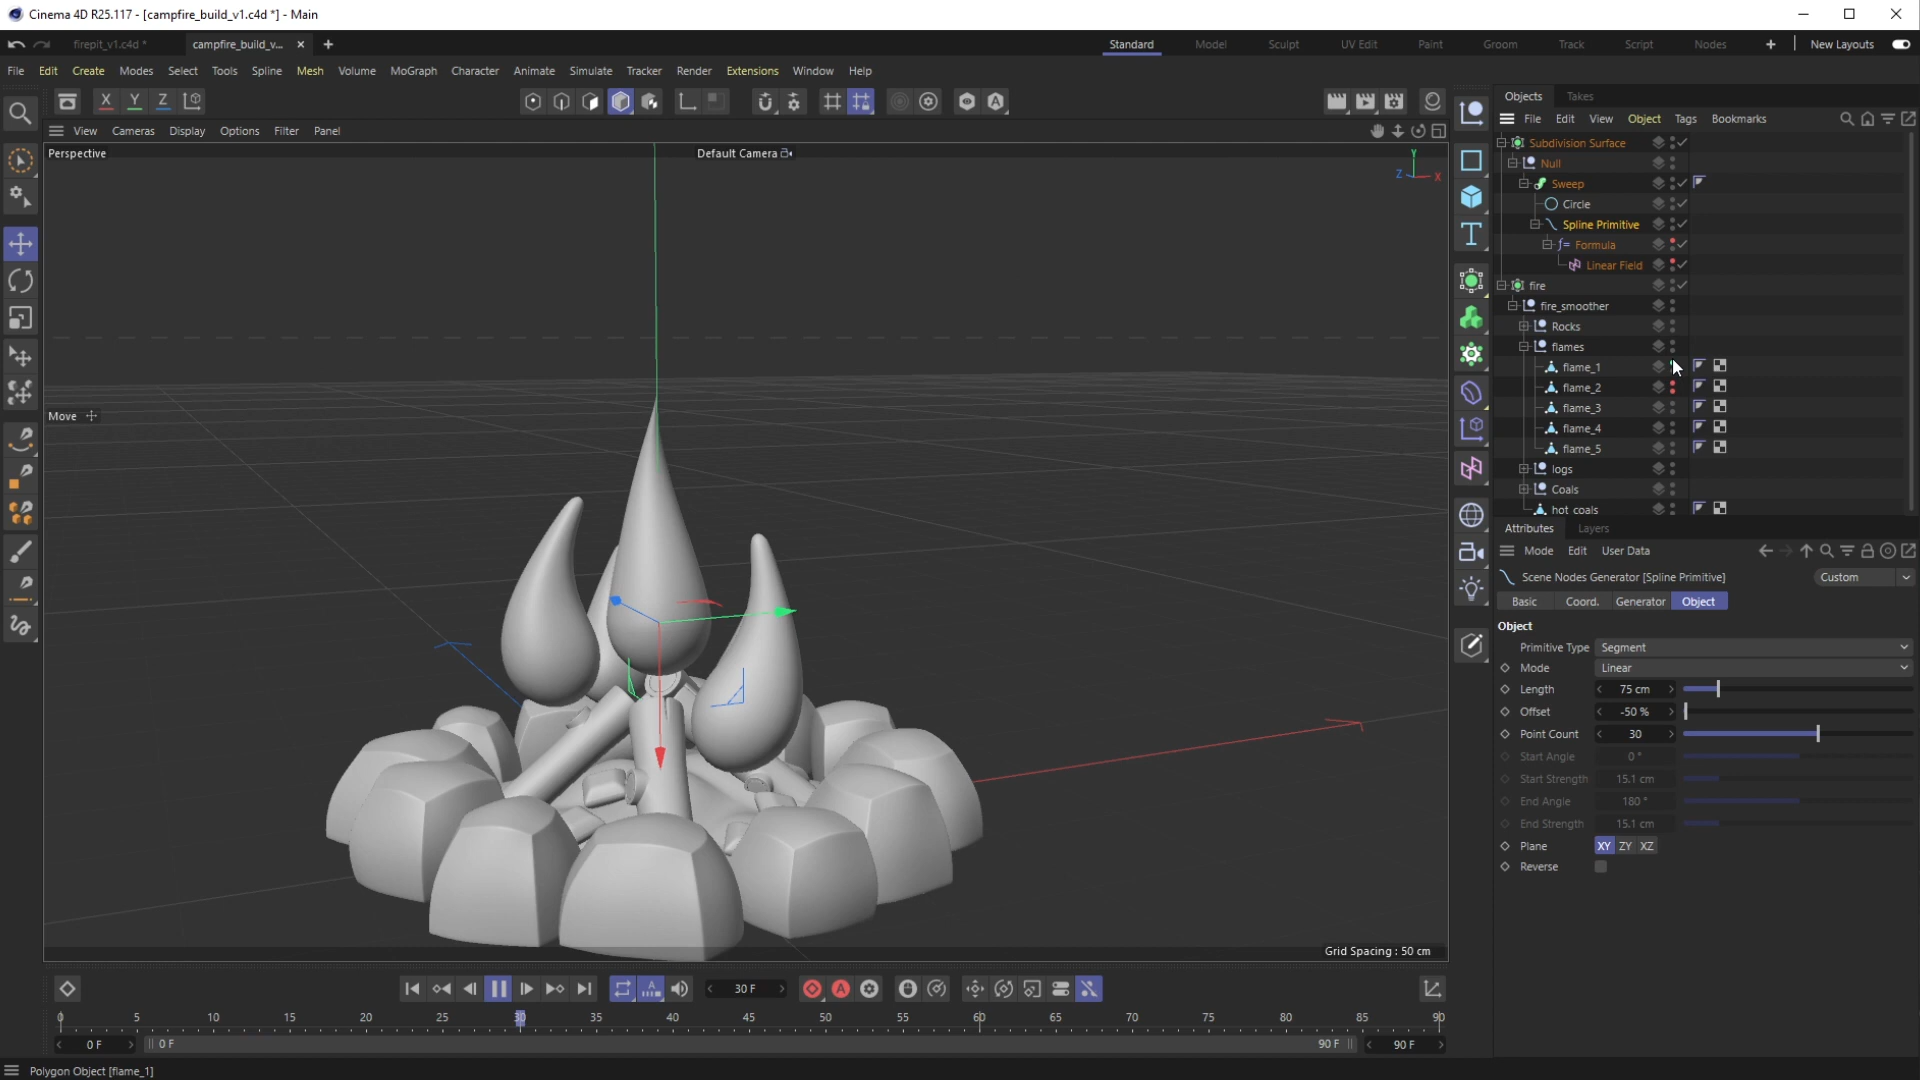 Cinema 4D R25.117 - [campfire_build_v1.c4d *] - Main
firepit_v1.c4d *
campfire_build_v...
Standard
Model
Sculpt
UV Edit
Paint
Groom
Track
Script
Nodes
New Layouts
File
Edit
Create
Modes
Select
Tools
Spline
Mesh
Volume
MoGraph
Character
Animate
Simulate
Tracker
Render
Extensions
Window
Help
X
Y
Z
Objects
Takes
File
Edit
View
Object
Tags
Bookmarks
View
Cameras
Display
Options
Filter
Panel
Perspective
Default Camera
Y
Z
X
Move
Grid Spacing : 50 cm
Subdivision Surface
Null
Sweep
Circle
Spline Primitive
Formula
Linear Field
fire
fire_smoother
Rocks
flames
flame_1
flame_2
flame_3
flame_4
flame_5
logs
Coals
hot coals
Attributes
Layers
Mode
Edit
User Data
Scene Nodes Generator [Spline Primitive]
Custom
Basic
Coord.
Generator
Object
Object
Primitive Type Segment
Mode Linear
Length 75 cm
Offset -50 %
Point Count 30
Start Angle 0 °
Start Strength 15.1 cm
End Angle 180 °
End Strength 15.1 cm
Plane XY ZY XZ
Reverse
30 F
0 5 10 15 20 25 30 35 40 45 50 55 60 65 70 75 80 85 90
0 F
0 F
90 F
90 F
Polygon Object [flame_1]